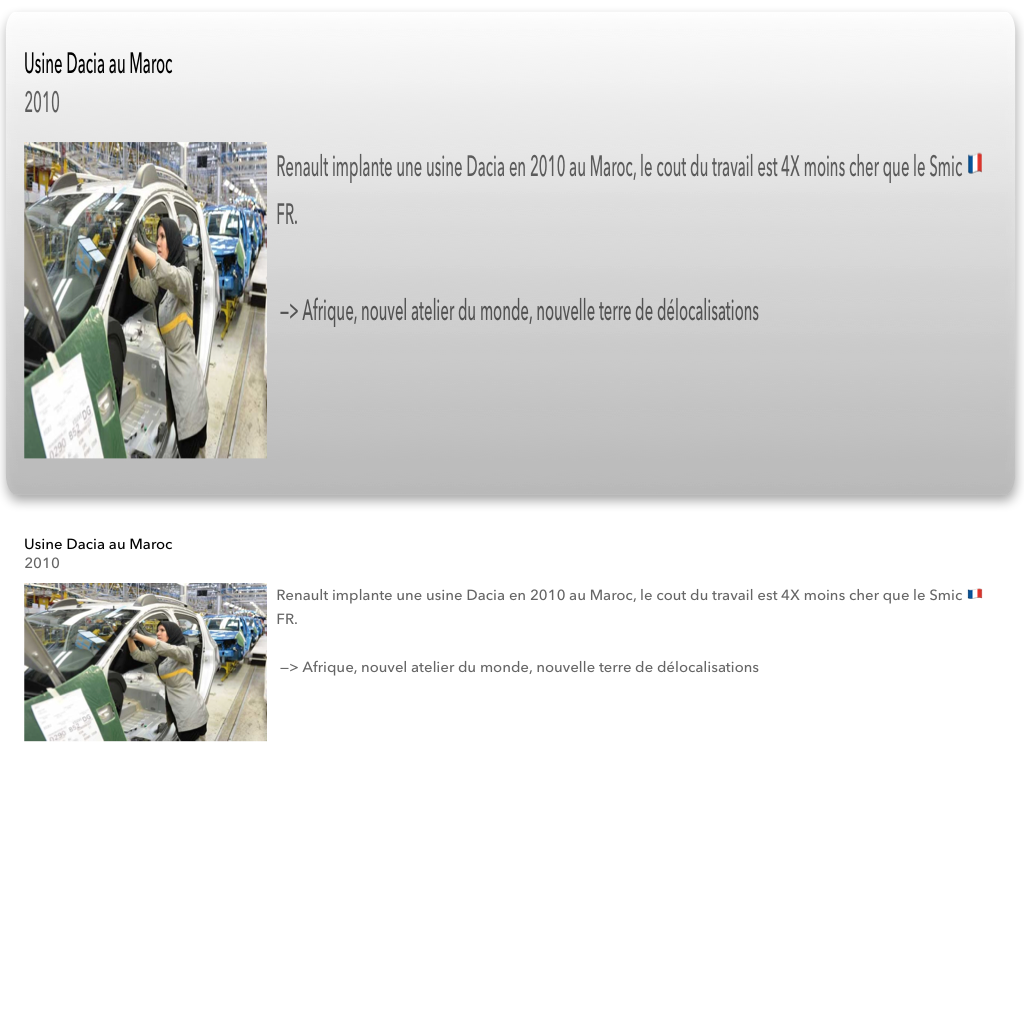 Usine Dacia au Maroc
2010
Renault implante une usine Dacia en 2010 au Maroc, le cout du travail est 4X moins cher que le Smic 🇫🇷
FR.
—> Afrique, nouvel atelier du monde, nouvelle terre de délocalisations
Usine Dacia au Maroc
2010
Renault implante une usine Dacia en 2010 au Maroc, le cout du travail est 4X moins cher que le Smic 🇫🇷
FR.
—> Afrique, nouvel atelier du monde, nouvelle terre de délocalisations